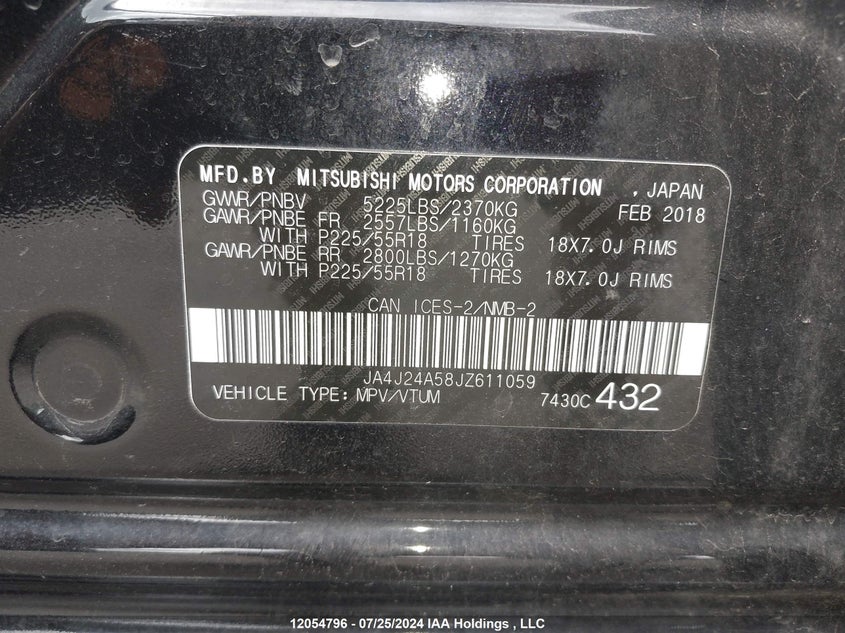 MFD.BY MITSUBISHI MOTORS CORPORATION , JAPAN
GVWR/PNBV 5225LBS/2370KG FEB 2018
GAWR/PNBE FR 2557LBS/1160KG
WITH P225/55R18 TIRES 18X7.0J RIMS
GAWR/PNBE RR 2800LBS/1270KG
WITH P225/55R18 TIRES 18X7.0J RIMS
CAN ICES-2/NMB-2
JA4J24A58JZ611059
VEHICLE TYPE:MPV/VTUM 7430C 432
12054796 - 07/25/2024 IAA Holdings , LLC